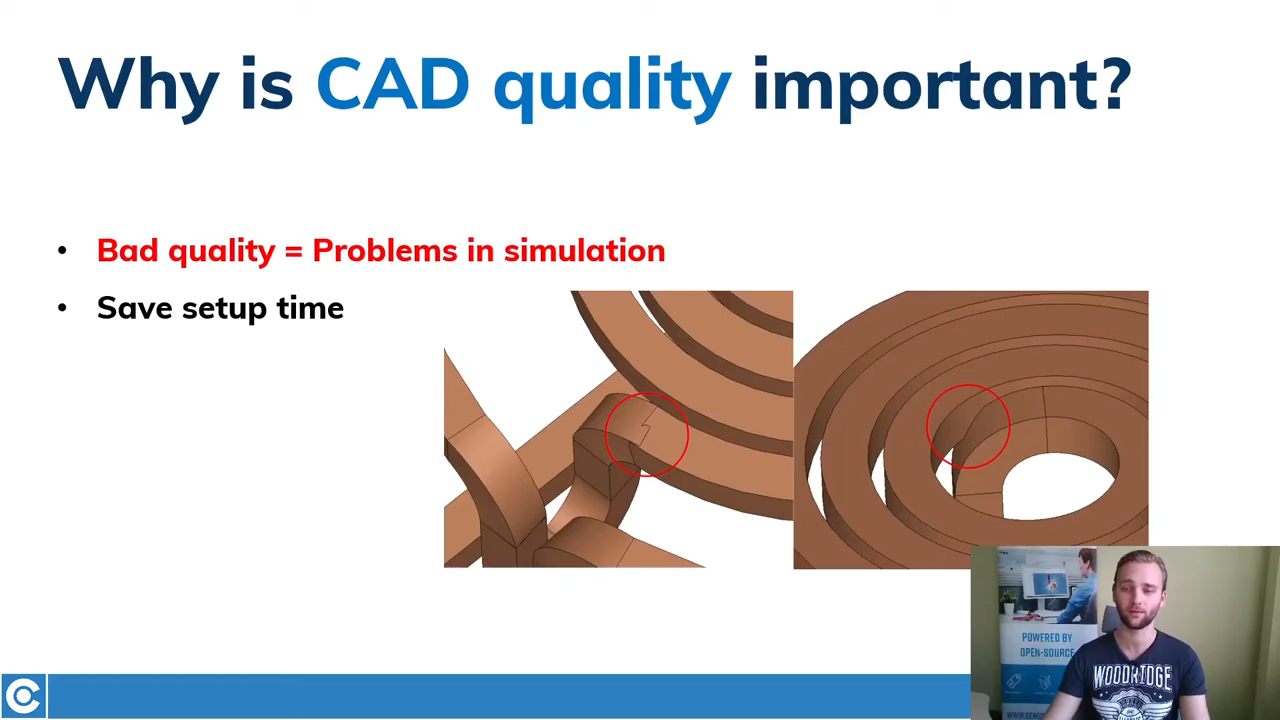 Why is CAD quality important?
• Bad quality = Problems in simulation
• Save setup time
POWERED BY
OPEN-SOURCE
WOODRIDGE